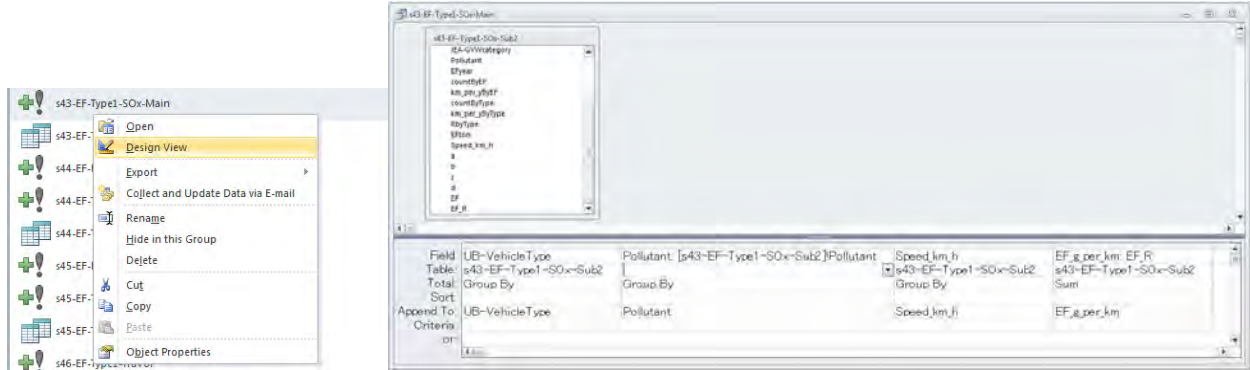 s43-EF-Type1-SOx-Main
s43-EF-T
Open
Design View
s44-EF-
Export
Collect and Update Data via E-mail
s44-EF-T
Rename
s44-EF-T
Hide in this Group
Delete
s45-EF-
Cut
s45-EF-T
Copy
s45-EF-T
Paste
Object Properties
s46-EF-Type1-
s43-EF-Type1-SOx-Main
s43-EF-Type1-SOx-Sub2
Pollutant
EFyear
countByEF
km_per_yByEF
countByType
km_per_yByType
RbyType
Speed_km_h
a
b
c
d
EF
EF_R
Field: UB-VehicleType Pollutant: [s43-EF-Type1-SOx-Sub2]!Pollutant Speed_km_h EF_g_per_km: EF_R
Table: s43-EF-Type1-SOx-Sub2 s43-EF-Type1-SOx-Sub2 s43-EF-Type1-SOx-Sub2
Total: Group By Group By Group By Sum
Sort:
Append To: UB-VehicleType Pollutant Speed_km_h EF_g_per_km
Criteria:
or: